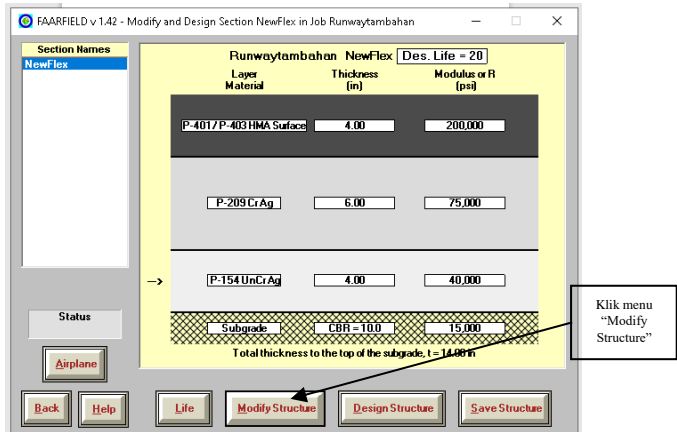 FAARFIELD v 1.42 - Modify and Design Section NewFlex in Job Runwaytambahan
Section Names
NewFlex
Runwaytambahan NewFlex Des. Life = 20
Layer Material Thickness (in) Modulus or R (psi)
P-401/ P-403 HMA Surface 4.00 200,000
P-209 CrAg 6.00 75,000
--> P-154 UnCrAg 4.00 40,000
Subgrade CBR = 10.0 15,000
Total thickness to the top of the subgrade, t = 14.00 in
Status
Airplane
Back Help Life Modify Structure Design Structure Save Structure
Klik menu
“Modify
Structure”